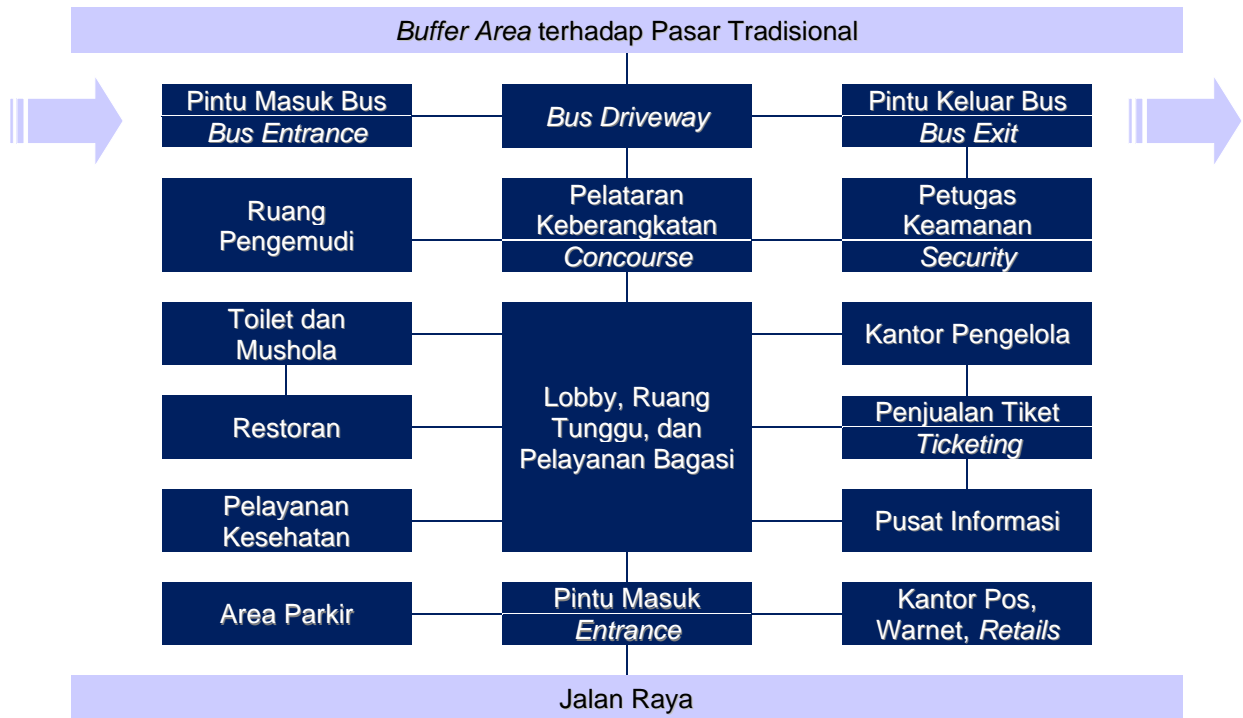 Buffer Area terhadap Pasar Tradisional
Pintu Masuk Bus
Bus Entrance
Bus Driveway
Pintu Keluar Bus
Bus Exit
Ruang
Pengemudi
Pelataran
Keberangkatan
Concourse
Petugas
Keamanan
Security
Toilet dan
Mushola
Lobby, Ruang
Tunggu, dan
Pelayanan Bagasi
Kantor Pengelola
Restoran
Penjualan Tiket
Ticketing
Pelayanan
Kesehatan
Pusat Informasi
Area Parkir
Pintu Masuk
Entrance
Kantor Pos,
Warnet, Retails
Jalan Raya